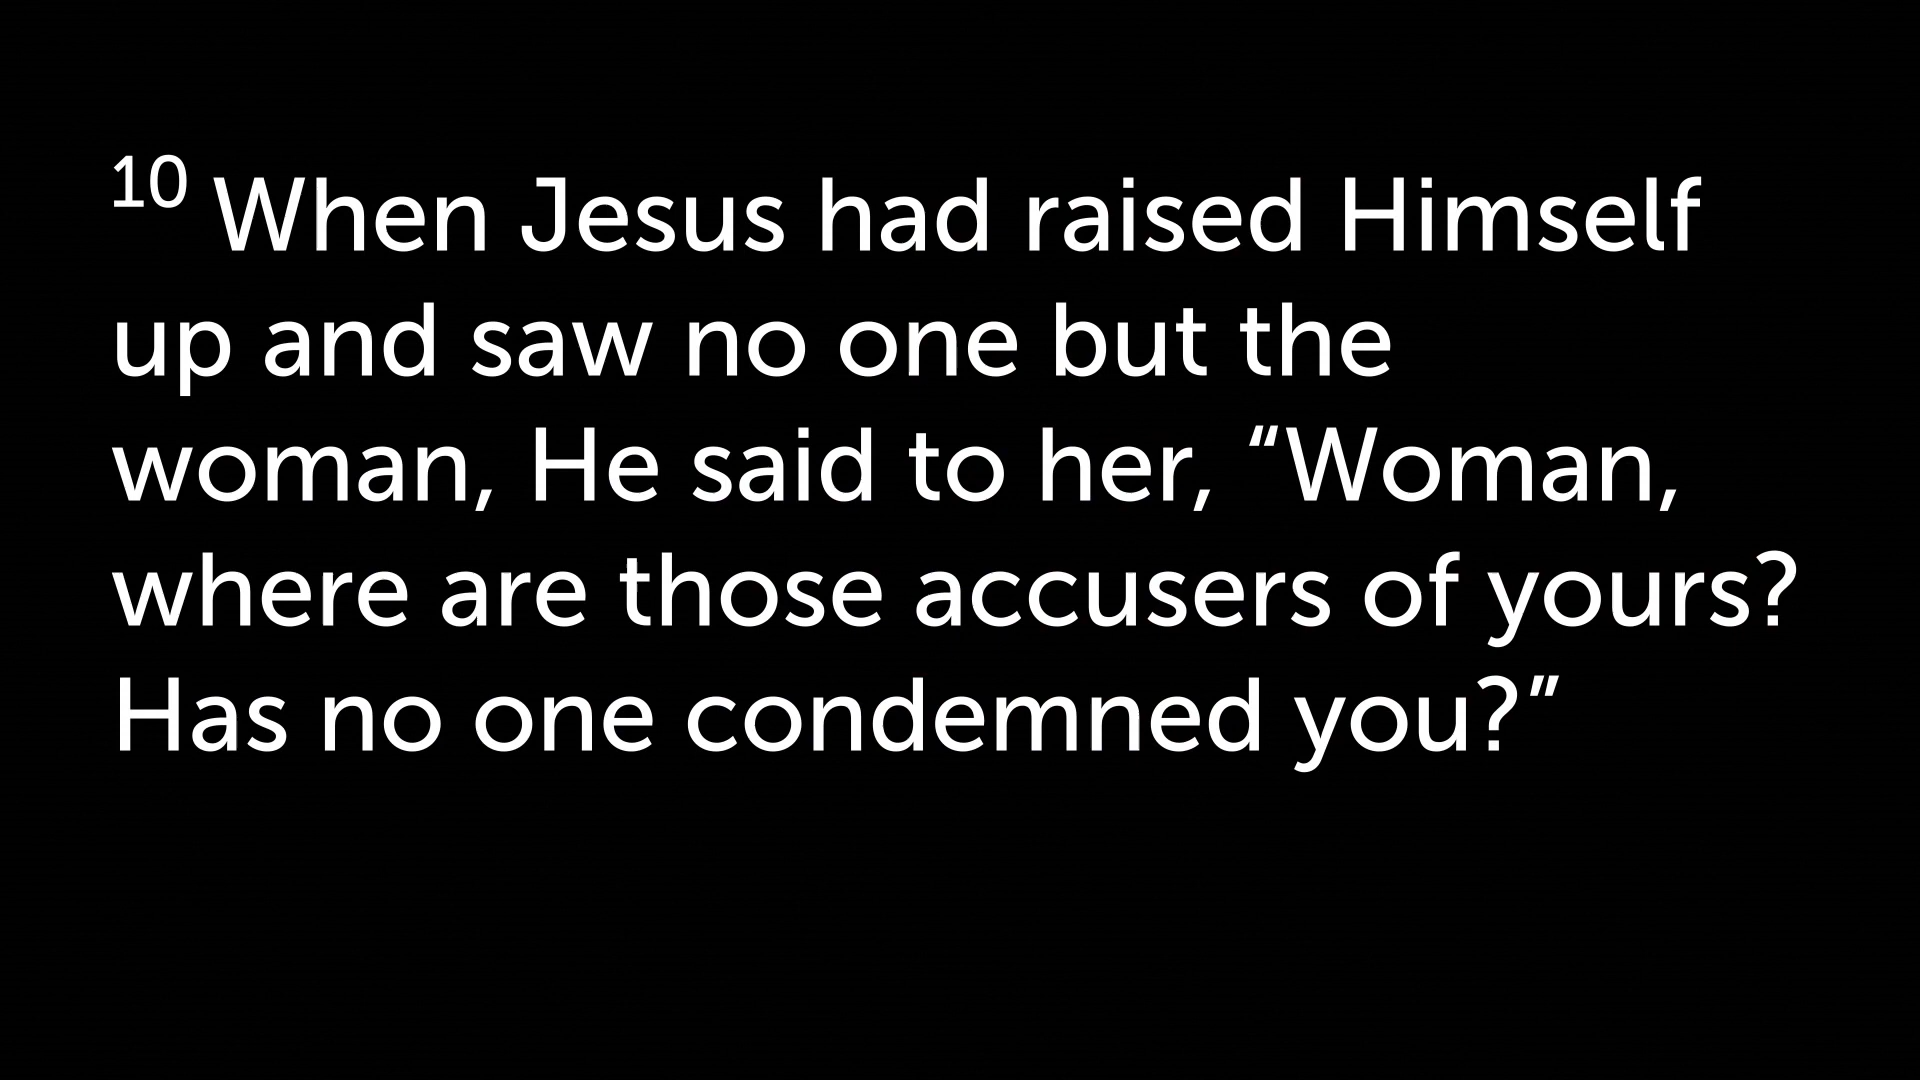 10 When Jesus had raised Himself
up and saw no one but the
woman, He said to her, “Woman,
where are those accusers of yours?
Has no one condemned you?”